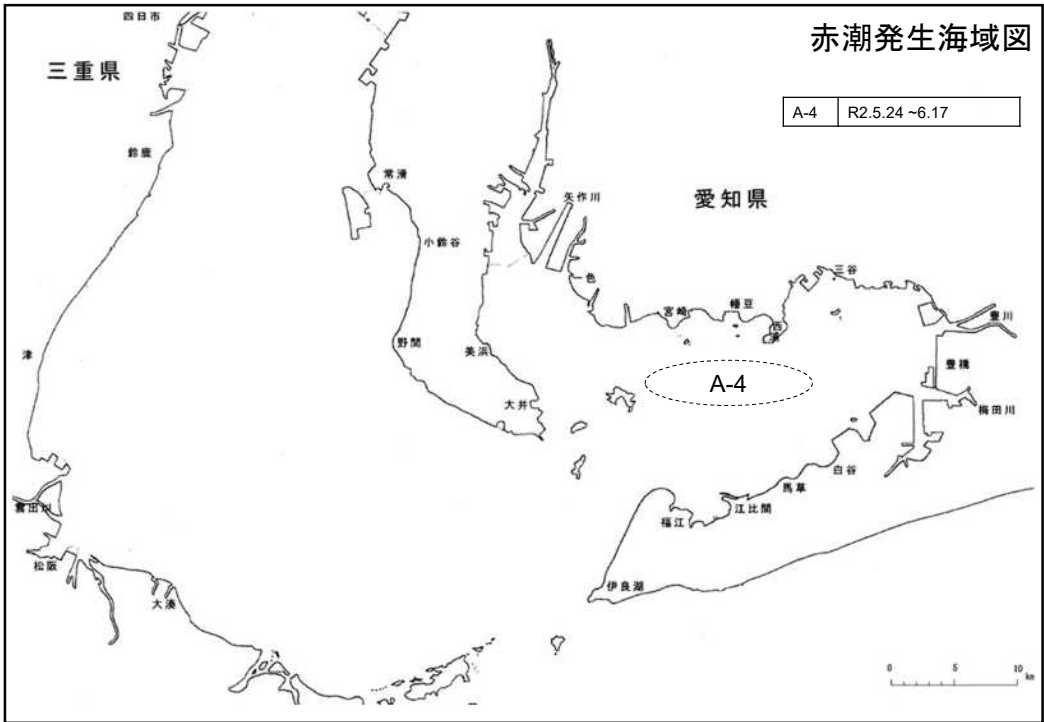 赤潮発生海域図
A-4 R2.5.24 ~6.17
三重県
愛知県
四日市
鈴鹿
津
雲出川
松阪
大湊
常滑
小鈴谷
野間
美浜
大井
矢作川
一色
宮崎
幡豆
西浦
三谷
豊川
豊橋
梅田川
A-4
白谷
馬草
江比間
福江
伊良湖
0 5 10
km